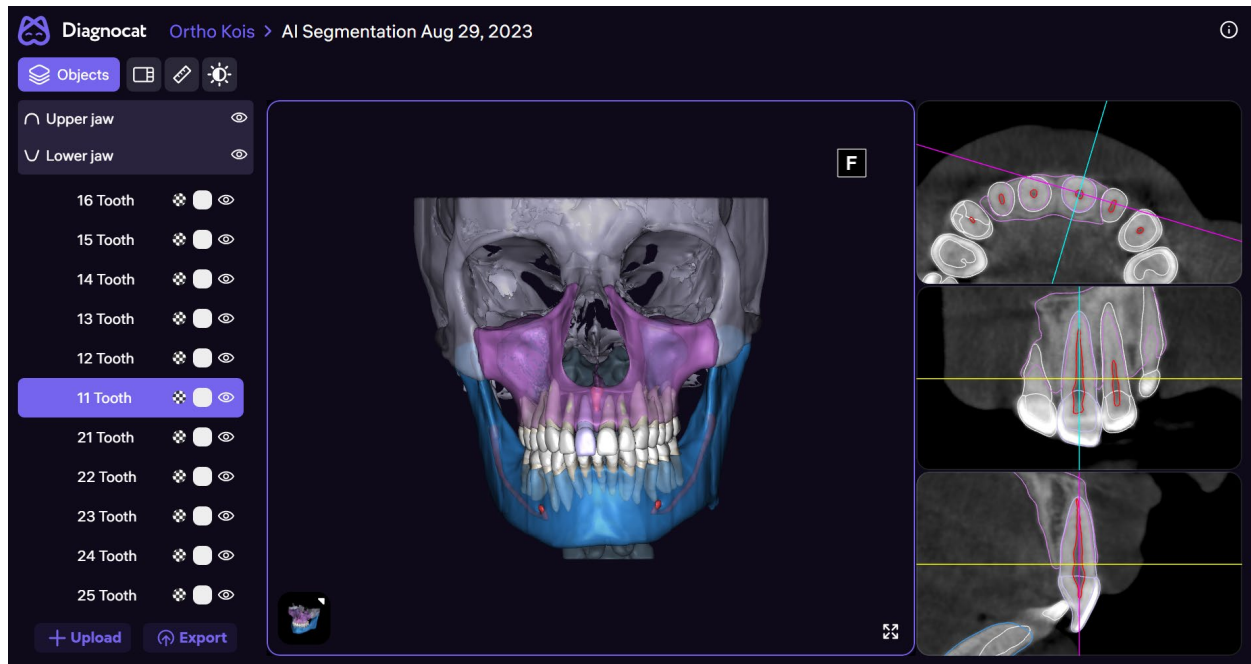 Diagnocat Ortho Kois > AI Segmentation Aug 29, 2023
Objects
Upper jaw
Lower jaw
16 Tooth
15 Tooth
14 Tooth
13 Tooth
12 Tooth
11 Tooth
21 Tooth
22 Tooth
23 Tooth
24 Tooth
25 Tooth
+ Upload
Export
F